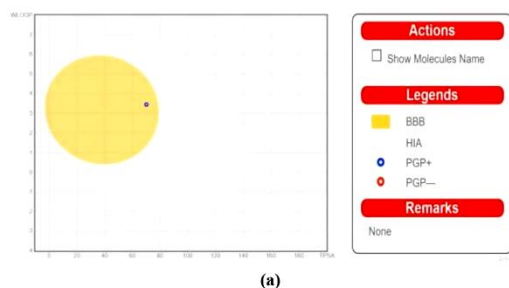 WLOGP
7
6
5
4
3
2
1
0
1
2
3
4
0 20 40 60 80 100 120 140 160 180 TPSA
Actions
Show Molecules Name
Legends
BBB
HIA
PGP+
PGP—
Remarks
None
(a)